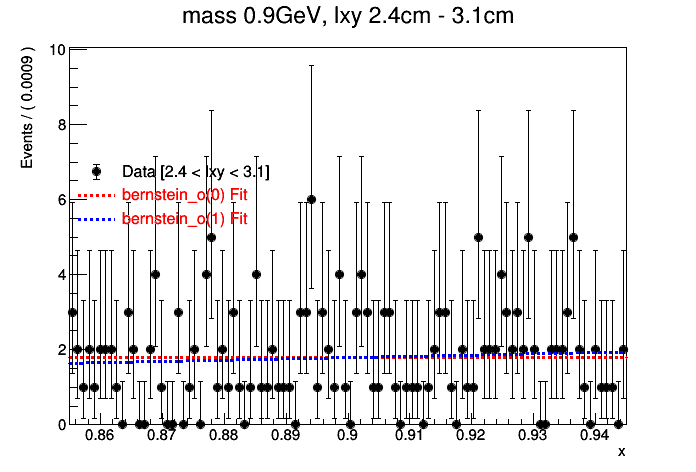 mass 0.9GeV, lxy 2.4cm - 3.1cm
Events / ( 0.0009 )
10
8
6
4
2
0
Data [2.4 < lxy < 3.1]
bernstein_o(0) Fit
bernstein_o(1) Fit
0.86 0.87 0.88 0.89 0.9 0.91 0.92 0.93 0.94
x